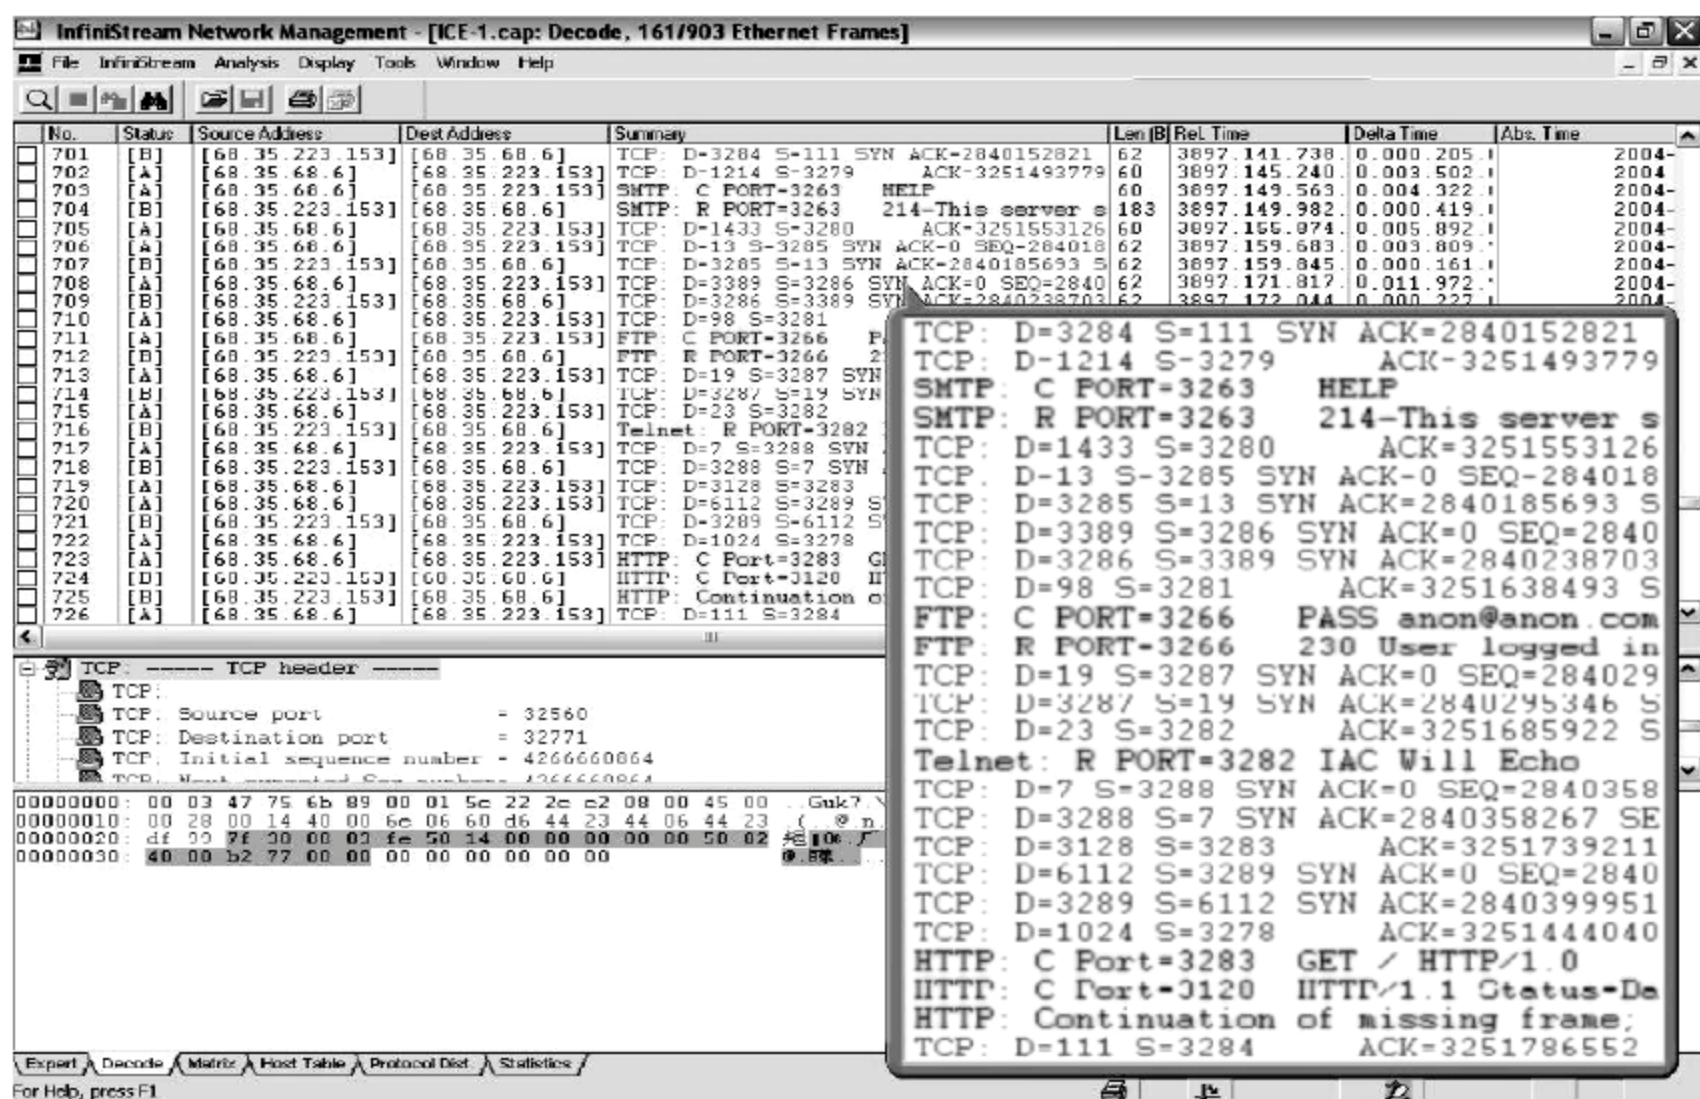 InfiniStream Network Management - [ICE-1.cap: Decode, 161/903 Ethernet Frames]
File InfiniStream Analysis Display Tools Window Help
No. Status Source Address Dest Address Summary Len (B Rel. Time Delta Time Abs. Time
701 [B] [68.35.223.153] [68.35.68.6] TCP: D=3284 S=111 SYN ACK=2840152821 62 3897.141.738. 0.000.205. 2004-
702 [A] [68.35.68.6] [68.35.223.153] TCP: D=1214 S=3279 ACK=3251493779 60 3897.145.240. 0.003.502. 2004
703 [A] [68.35.68.6] [68.35.223.153] SMTP: C PORT=3263 HELP 60 3897.149.563. 0.004.322. 2004-
704 [B] [68.35.223.153] [68.35.68.6] SMTP: R PORT=3263 214-This server s 183 3897.149.982. 0.000.419. 2004-
705 [A] [68.35.68.6] [68.35.223.153] TCP: D=1433 S=3280 ACK=3251553126 60 3897.155.874. 0.005.892. 2004-
706 [A] [68.35.68.6] [68.35.223.153] TCP: D=13 S=3285 SYN ACK=0 SEQ=284018 62 3897.159.683. 0.003.809. 2004-
707 [B] [68.35.223.153] [68.35.68.6] TCP: D=3285 S=13 SYN ACK=2840185693 S 62 3897.159.845. 0.000.161. 2004-
708 [A] [68.35.68.6] [68.35.223.153] TCP: D=3389 S=3286 SYN ACK=0 SEQ=2840 62 3897.171.817. 0.011.972. 2004-
709 [B] [68.35.223.153] [68.35.68.6] TCP: D=3286 S=3389 SYN ACK=2840238703 62 3897.172.044 0.000.227. 2004-
710 [A] [68.35.68.6] [68.35.223.153] TCP: D=98 S=3281
711 [A] [68.35.68.6] [68.35.223.153] FTP: C PORT=3266 P
712 [B] [68.35.223.153] [68.35.68.6] FTP: R PORT=3266 2
713 [A] [68.35.68.6] [68.35.223.153] TCP: D=19 S=3287 SYN
714 [B] [68.35.223.153] [68.35.68.6] TCP: D=3287 S=19 SYN
715 [A] [68.35.68.6] [68.35.223.153] TCP: D=23 S=3282
716 [B] [68.35.223.153] [68.35.68.6] Telnet: R PORT=3282
717 [A] [68.35.68.6] [68.35.223.153] TCP: D=7 S=3288 SYN
718 [B] [68.35.223.153] [68.35.68.6] TCP: D=3288 S=7 SYN
719 [A] [68.35.68.6] [68.35.223.153] TCP: D=3128 S=3283
720 [A] [68.35.68.6] [68.35.223.153] TCP: D=6112 S=3289 S
721 [B] [68.35.223.153] [68.35.68.6] TCP: D=3289 S=6112 S
722 [A] [68.35.68.6] [68.35.223.153] TCP: D=1024 S=3278
723 [A] [68.35.68.6] [68.35.223.153] HTTP: C Port=3283 G
724 [B] [68.35.223.153] [68.35.68.6] HTTP: C Port=3128 H
725 [B] [68.35.223.153] [68.35.68.6] HTTP: Continuation o
726 [A] [68.35.68.6] [68.35.223.153] TCP: D=111 S=3284
TCP: D=3284 S=111 SYN ACK=2840152821
TCP: D=1214 S=3279 ACK=3251493779
SMTP: C PORT=3263 HELP
SMTP: R PORT=3263 214-This server s
TCP: D=1433 S=3280 ACK=3251553126
TCP: D=13 S=3285 SYN ACK=0 SEQ=284018
TCP: D=3285 S=13 SYN ACK=2840185693 S
TCP: D=3389 S=3286 SYN ACK=0 SEQ=2840
TCP: D=3286 S=3389 SYN ACK=2840238703
TCP: D=98 S=3281 ACK=3251638493 S
FTP: C PORT=3266 PASS anon@anon.com
FTP: R PORT=3266 230 User logged in
TCP: D=19 S=3287 SYN ACK=0 SEQ=284029
TCP: D=3287 S=19 SYN ACK=2840295346 S
TCP: D=23 S=3282 ACK=3251685922 S
Telnet: R PORT=3282 IAC Will Echo
TCP: D=7 S=3288 SYN ACK=0 SEQ=2840358
TCP: D=3288 S=7 SYN ACK=2840358267 SE
TCP: D=3128 S=3283 ACK=3251739211
TCP: D=6112 S=3289 SYN ACK=0 SEQ=2840
TCP: D=3289 S=6112 SYN ACK=2840399951
TCP: D=1024 S=3278 ACK=3251444040
HTTP: C Port=3283 GET / HTTP/1.0
HTTP: C Port=3128 HTTP/1.1 Status=Ba
HTTP: Continuation of missing frame;
TCP: D=111 S=3284 ACK=3251786552
TCP: ----- TCP header -----
TCP:
TCP: Source port = 32560
TCP: Destination port = 32771
TCP: Initial sequence number = 4266660864
00000000: 00 03 47 75 6b 89 00 01 5c 22 2c c2 08 00 45 00 ..Guk?.\
00000010: 00 28 00 14 40 00 6e 06 60 d6 44 23 44 06 44 23 .(..@.n.
00000020: df 99 7f 30 80 03 fe 50 14 00 00 00 00 00 50 02
00000030: 40 00 b2 77 00 00 00 00 00 00 00 00
Expert Decode Matrix Host Table Protocol Dist. Statistics
For Help, press F1